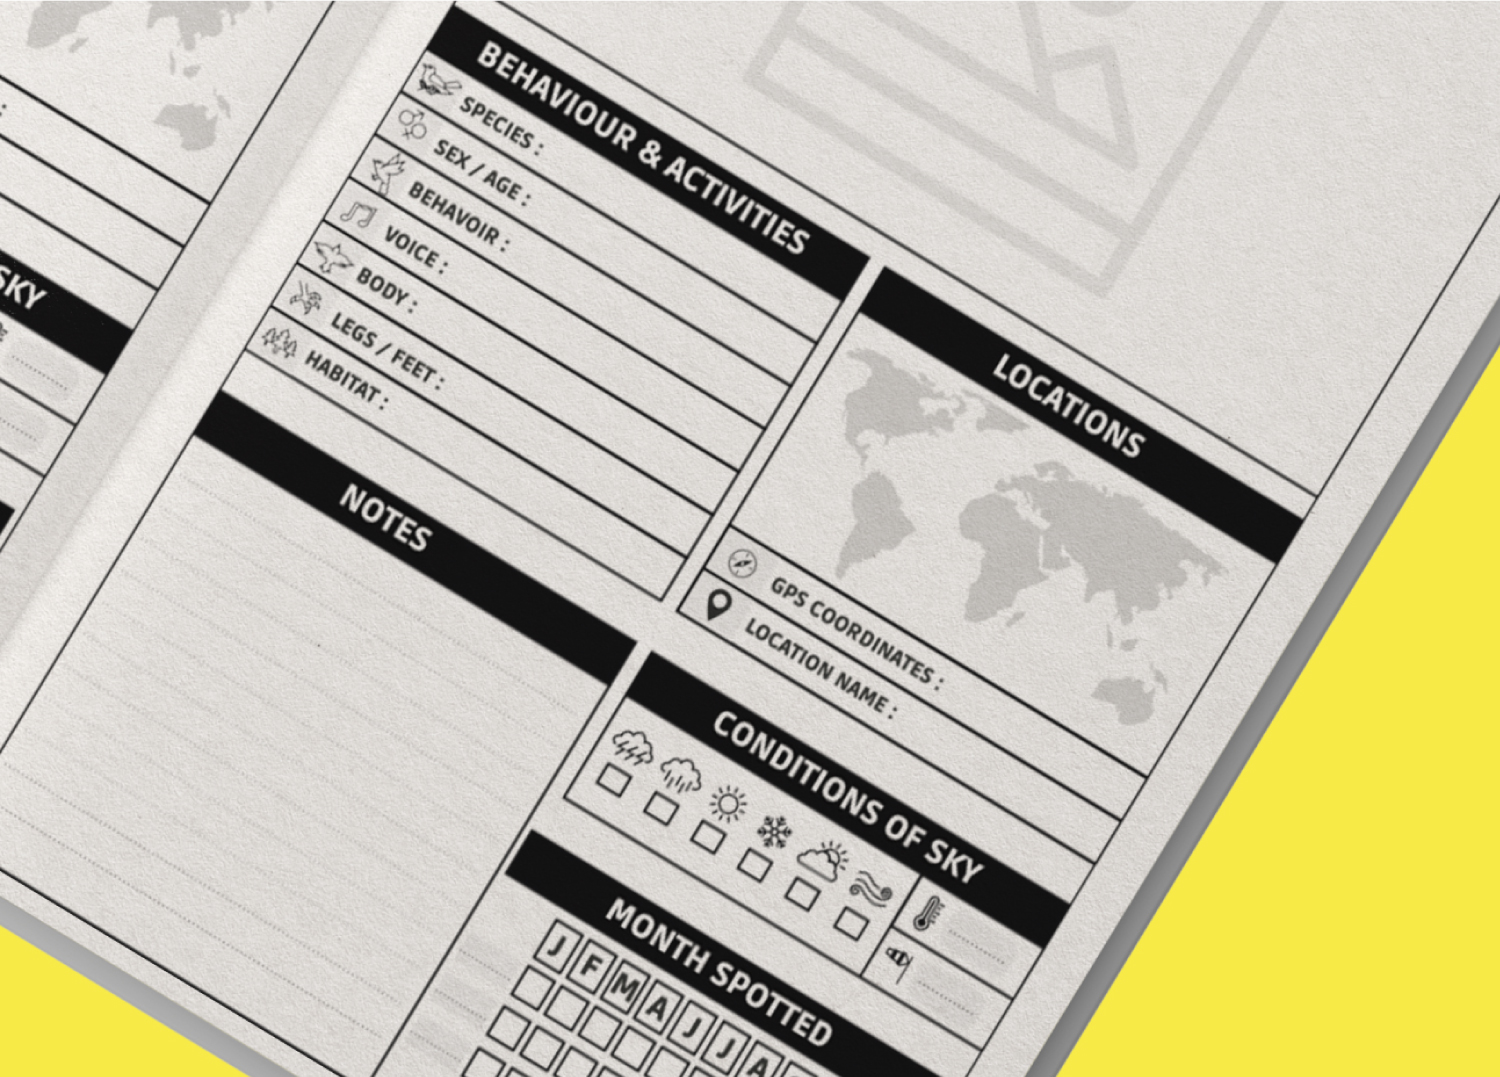 SKY
BEHAVIOUR & ACTIVITIES
SPECIES :
SEX / AGE :
BEHAVOIR :
VOICE :
BODY :
LEGS / FEET :
HABITAT :
LOCATIONS
GPS COORDINATES :
LOCATION NAME :
NOTES
CONDITIONS OF SKY
MONTH SPOTTED
J F M A J J A